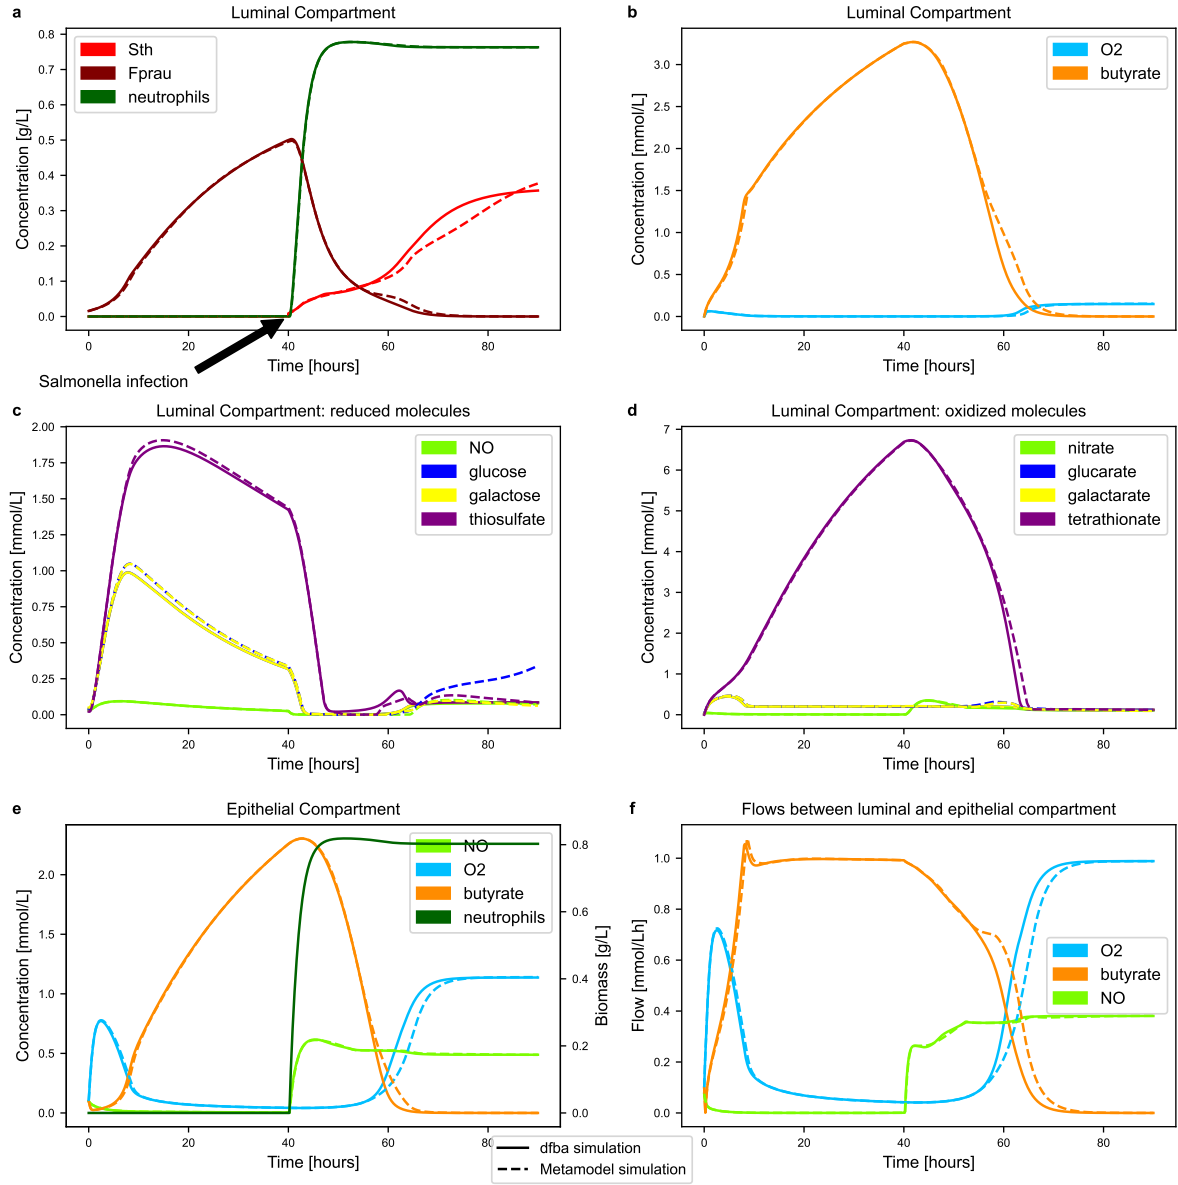 a
Luminal Compartment
Concentration [g/L]
0.8
0.7
0.6
0.5
0.4
0.3
0.2
0.1
0.0
Sth
Fprau
neutrophils
0
20
40
60
80
Time [hours]
Salmonella infection
b
Luminal Compartment
Concentration [mmol/L]
3.0
2.5
2.0
1.5
1.0
0.5
0.0
O2
butyrate
0
20
40
60
80
Time [hours]
c
Luminal Compartment: reduced molecules
Concentration [mmol/L]
2.00
1.75
1.50
1.25
1.00
0.75
0.50
0.25
0.00
NO
glucose
galactose
thiosulfate
0
20
40
60
80
Time [hours]
d
Luminal Compartment: oxidized molecules
Concentration [mmol/L]
7
6
5
4
3
2
1
0
nitrate
glucarate
galactarate
tetrathionate
0
20
40
60
80
Time [hours]
e
Epithelial Compartment
Concentration [mmol/L]
2.0
1.5
1.0
0.5
0.0
NO
O2
butyrate
neutrophils
0.8
0.6
0.4
0.2
0.0
Biomass [g/L]
0
20
40
60
80
Time [hours]
f
Flows between luminal and epithelial compartment
Flow [mmol/Lh]
1.0
0.8
0.6
0.4
0.2
0.0
O2
butyrate
NO
0
20
40
60
80
Time [hours]
dfba simulation
Metamodel simulation